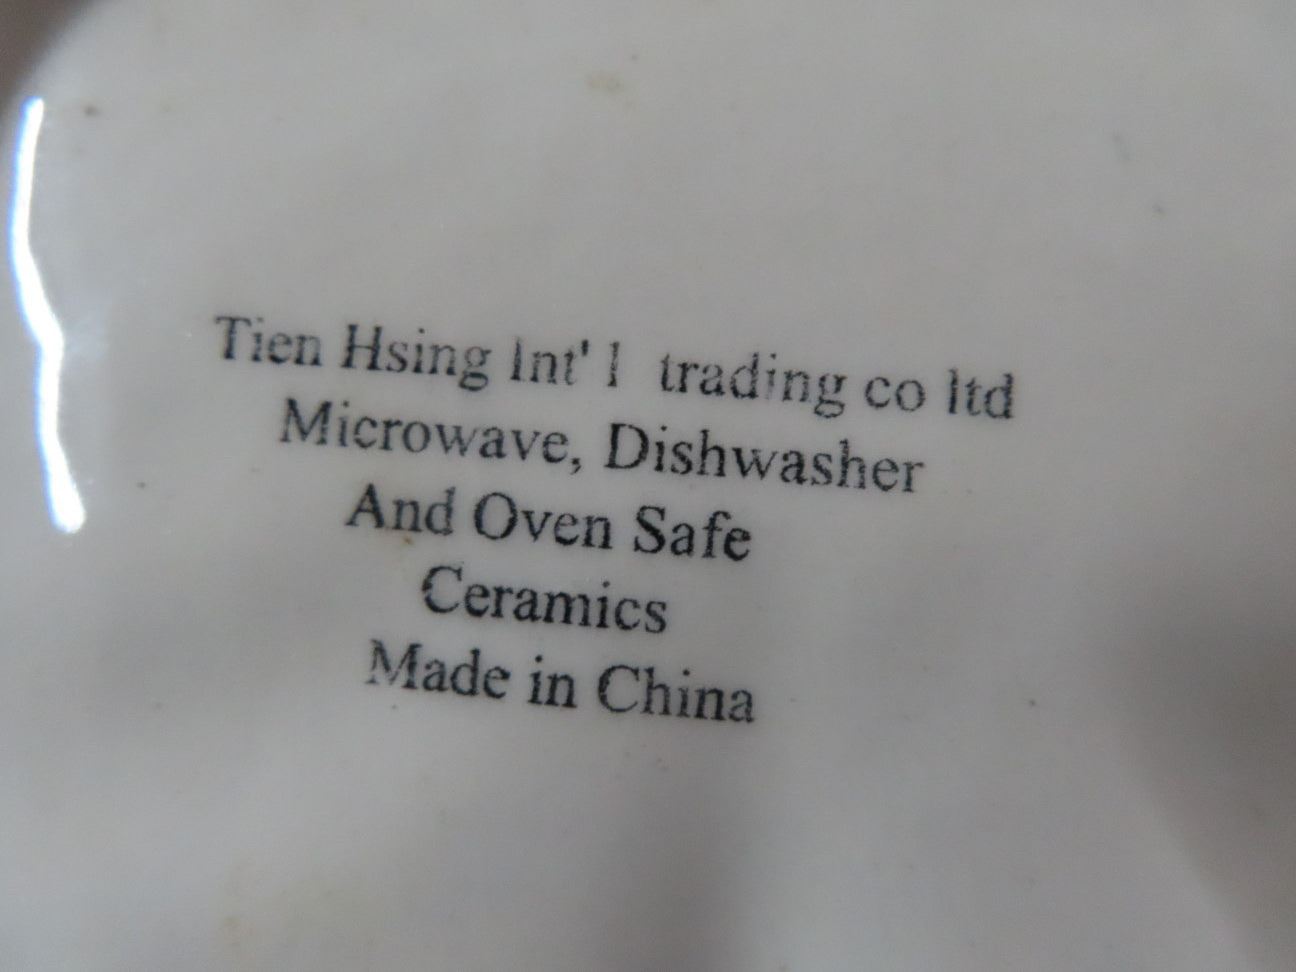 Tien Hsing Int' l trading co ltd
Microwave, Dishwasher
And Oven Safe
Ceramics
Made in China